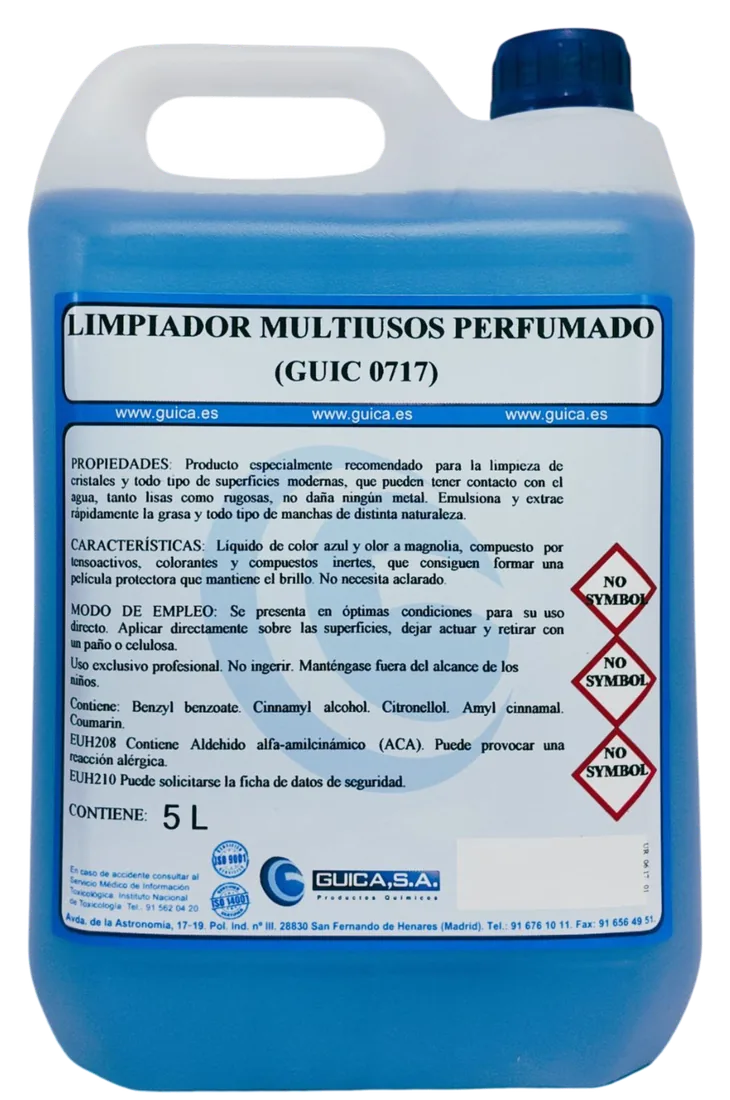 LIMPIADOR MULTIUSOS PERFUMADO
(GUIC 0717)
www.guica.es www.guica.es www.guica.es
PROPIEDADES: Producto especialmente recomendado para la limpieza de
cristales y todo tipo de superficies modernas, que pueden tener contacto con el
agua, tanto lisas como rugosas, no daña ningún metal. Emulsiona y extrae
rápidamente la grasa y todo tipo de manchas de distinta naturaleza.
CARACTERÍSTICAS: Líquido de color azul y olor a magnolia, compuesto por
tensoactivos, colorantes y compuestos inertes, que consiguen formar una
película protectora que mantiene el brillo. No necesita aclarado.
MODO DE EMPLEO: Se presenta en óptimas condiciones para su uso
directo. Aplicar directamente sobre las superficies, dejar actuar y retirar con
un paño o celulosa.
Uso exclusivo profesional. No ingerir. Manténgase fuera del alcance de los
niños.
Contiene: Benzyl benzoate. Cinnamyl alcohol. Citronellol. Amyl cinnamal.
Coumarin.
EUH208 Contiene Aldehido alfa-amilcinámico (ACA). Puede provocar una
reacción alérgica.
EUH210 Puede solicitarse la ficha de datos de seguridad.
CONTIENE: 5 L
NO
SYMBOL
NO
SYMBOL
NO
SYMBOL
En caso de accidente consultar al
Servicio Médico de Información
Toxicológica. Instituto Nacional
de Toxicología Tel.: 91 562 04 20
ISO 9001
ISO 14001
GUICA,S.A.
Productos Químicos
Avda. de la Astronomía, 17-19. Pol. Ind. nº III. 28830 San Fernando de Henares (Madrid). Tel.: 91 676 10 11. Fax: 91 656 49 51.